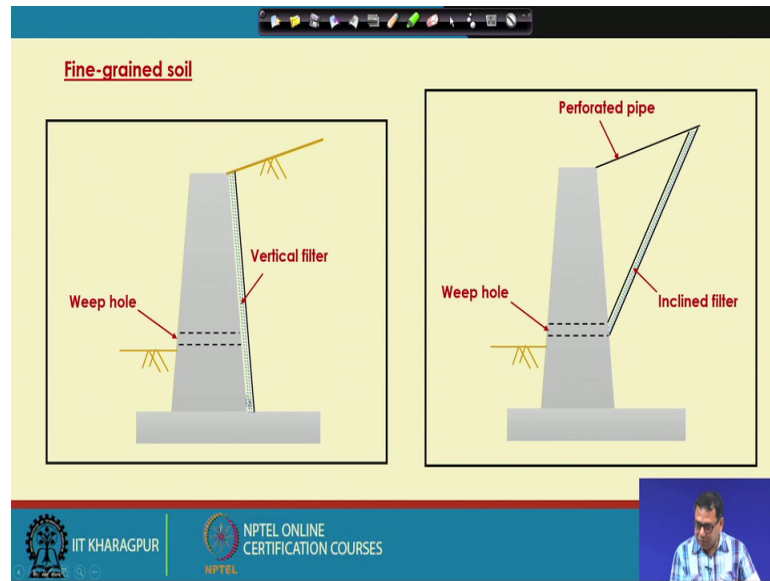 Fine-grained soil
Vertical filter
Weep hole
Perforated pipe
Weep hole
Inclined filter
IIT KHARAGPUR
NPTEL
NPTEL ONLINE
CERTIFICATION COURSES